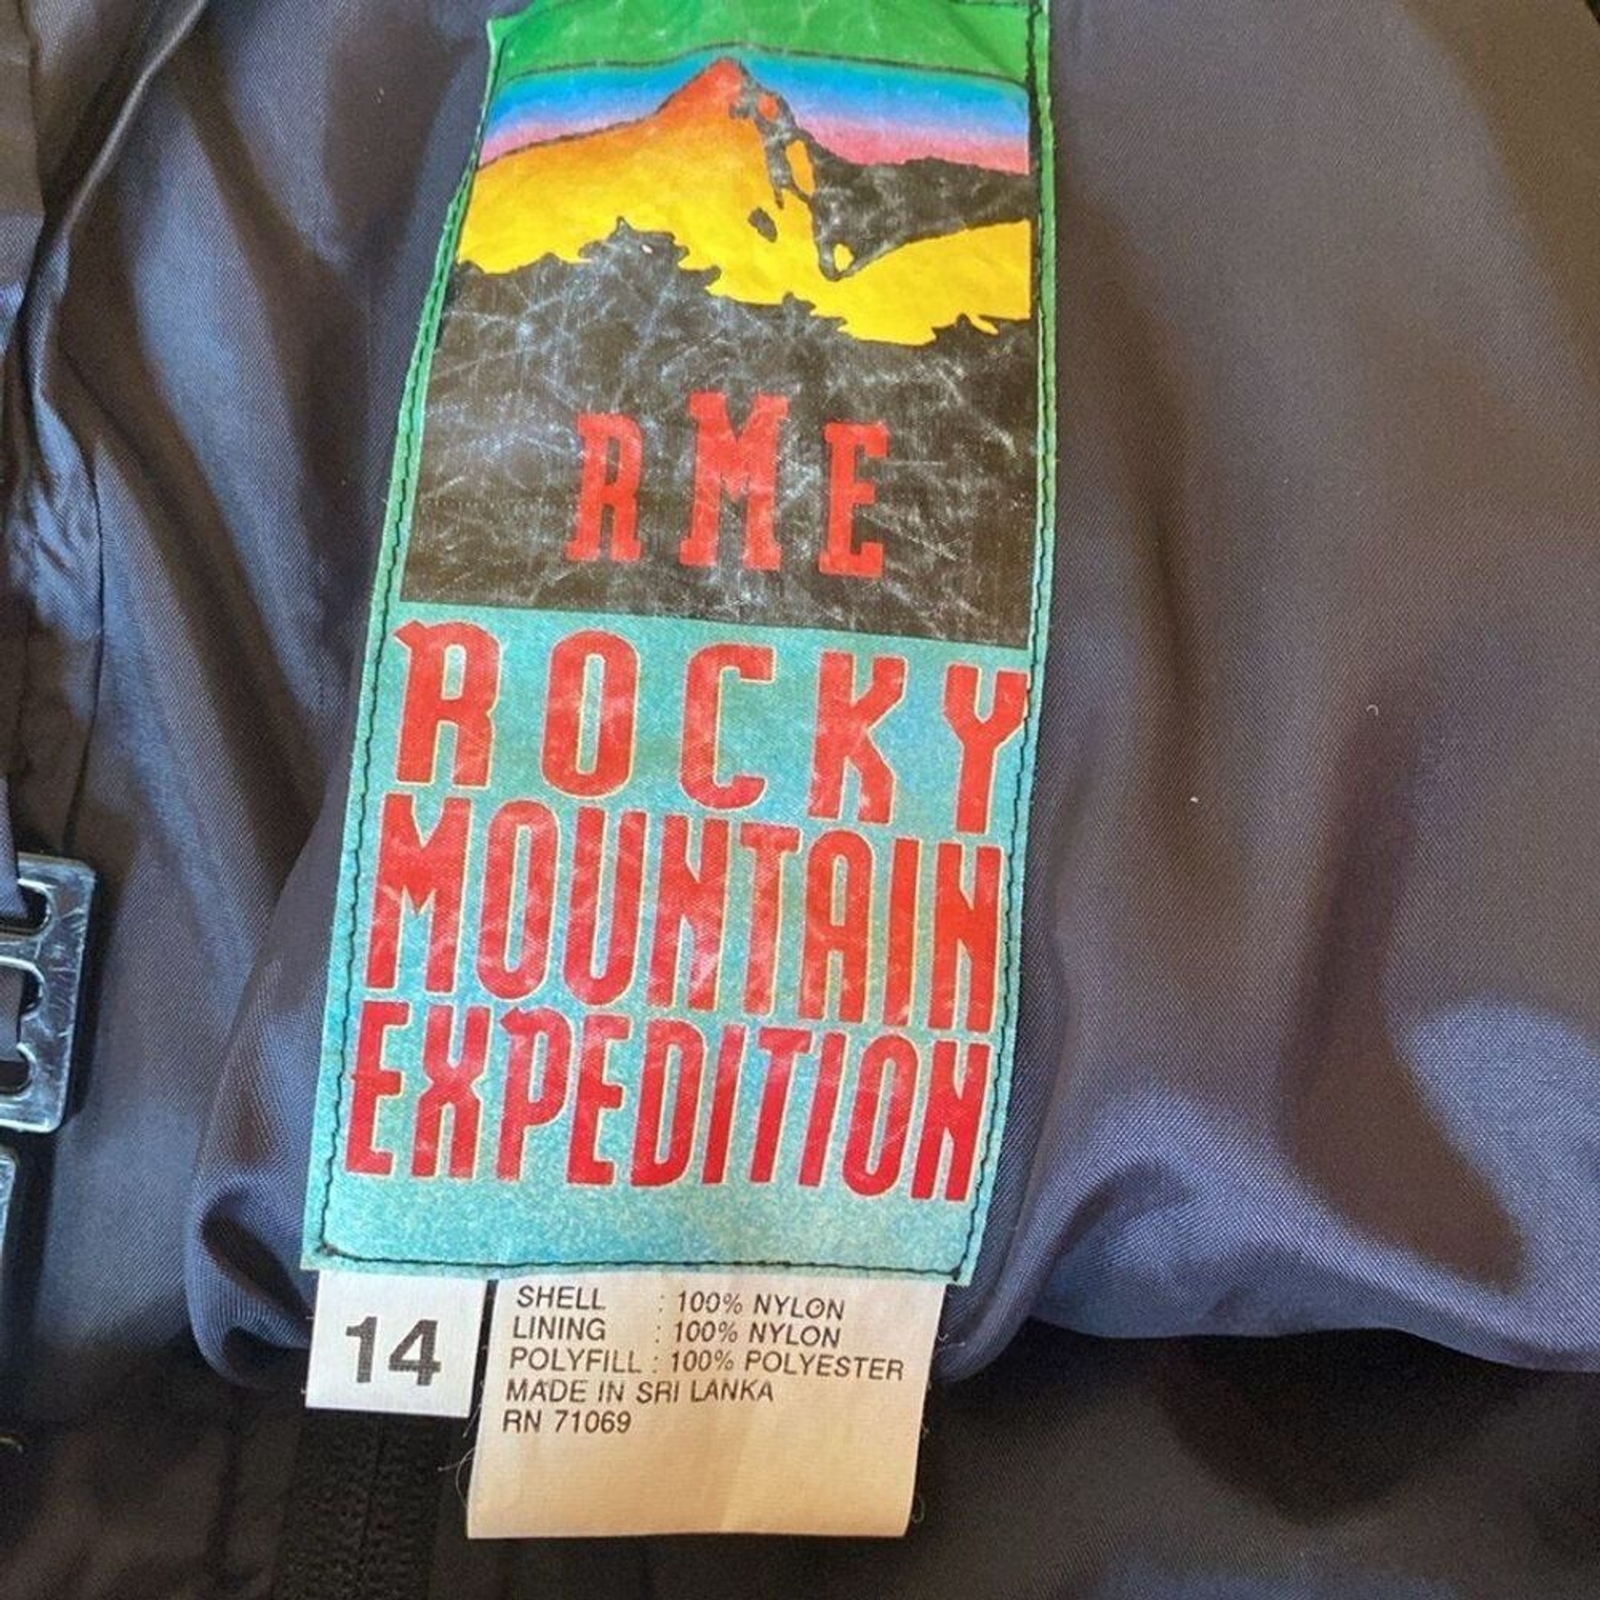 RME
ROCKY
MOUNTAIN
EXPEDITION
14
SHELL : 100% NYLON
LINING : 100% NYLON
POLYFILL : 100% POLYESTER
MADE IN SRI LANKA
RN 71069